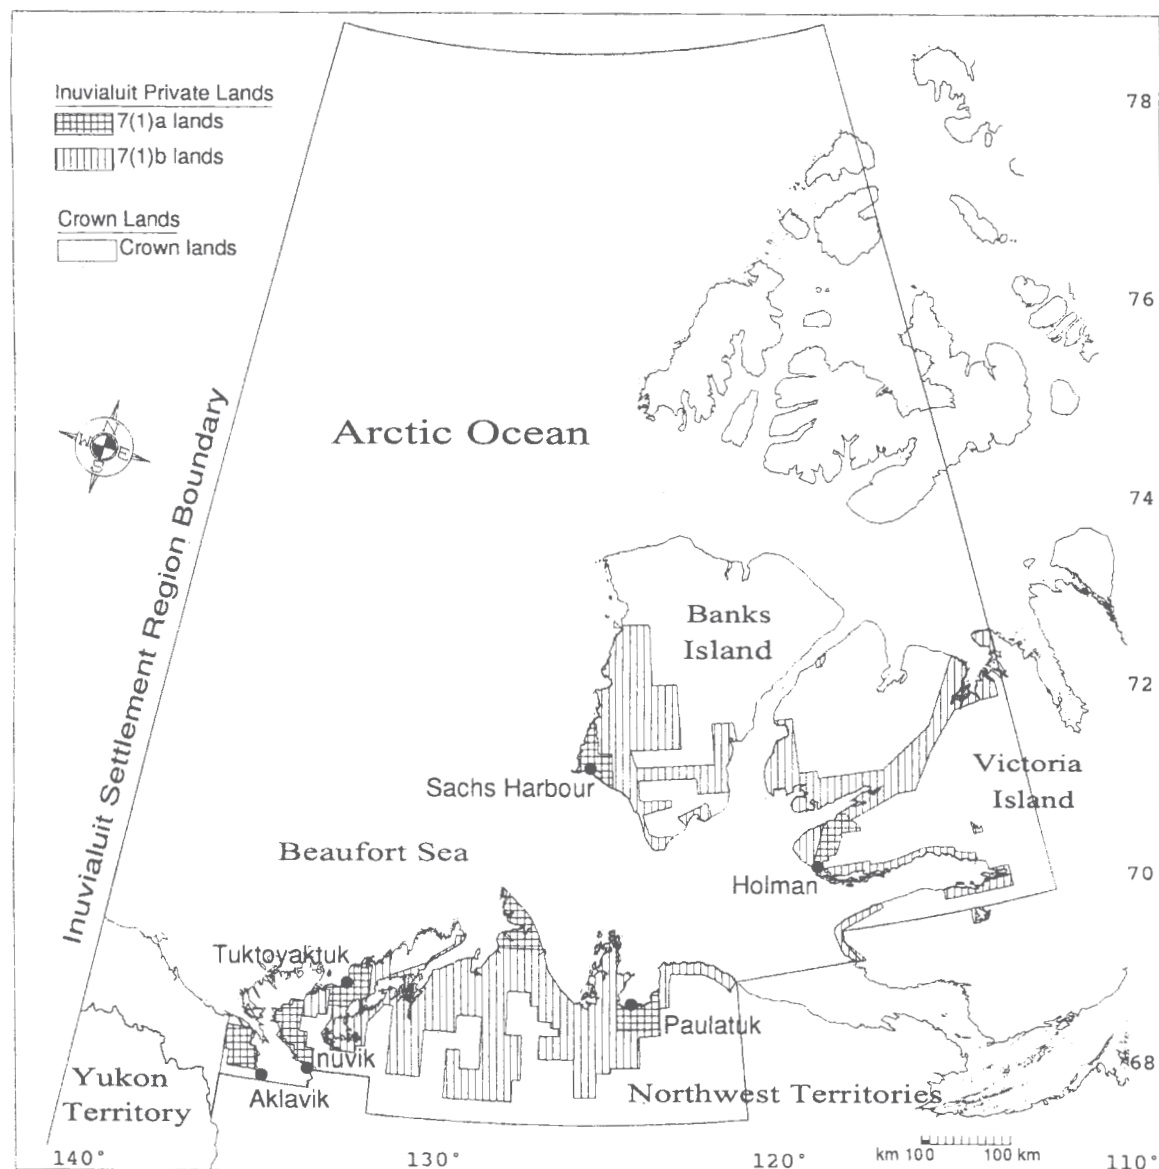 Inuvialuit Private Lands
7(1)a lands
7(1)b lands
Crown Lands
Crown lands
78
76
74
72
70
68
Inuvialuit Settlement Region Boundary
Arctic Ocean
Banks
Island
Sachs Harbour
Victoria
Island
Beaufort Sea
Holman
Tuktoyaktuk
Paulatuk
Inuvik
Aklavik
Yukon
Territory
Northwest Territories
km 100 100 km
140° 130° 120° 110°